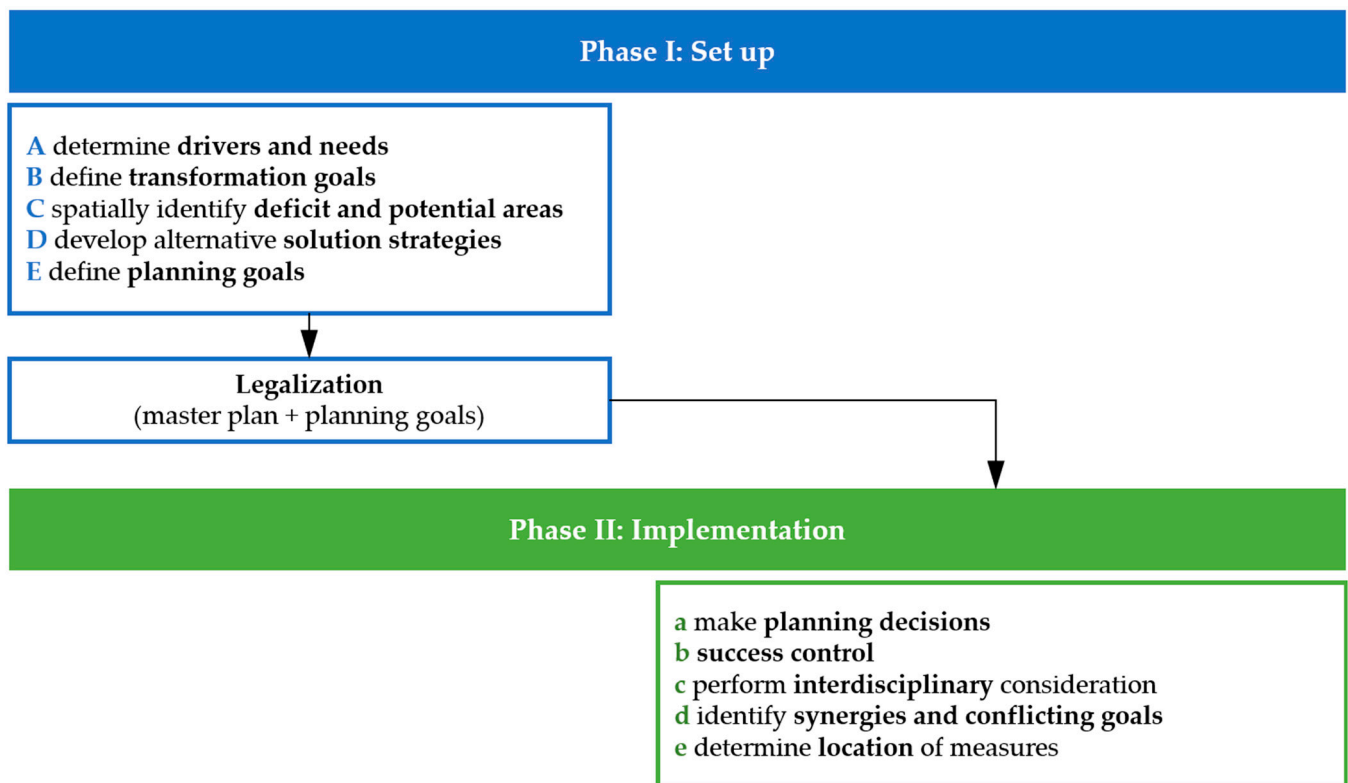 Phase I: Set up
A determine drivers and needs
B define transformation goals
C spatially identify deficit and potential areas
D develop alternative solution strategies
E define planning goals
Legalization
(master plan + planning goals)
Phase II: Implementation
a make planning decisions
b success control
c perform interdisciplinary consideration
d identify synergies and conflicting goals
e determine location of measures